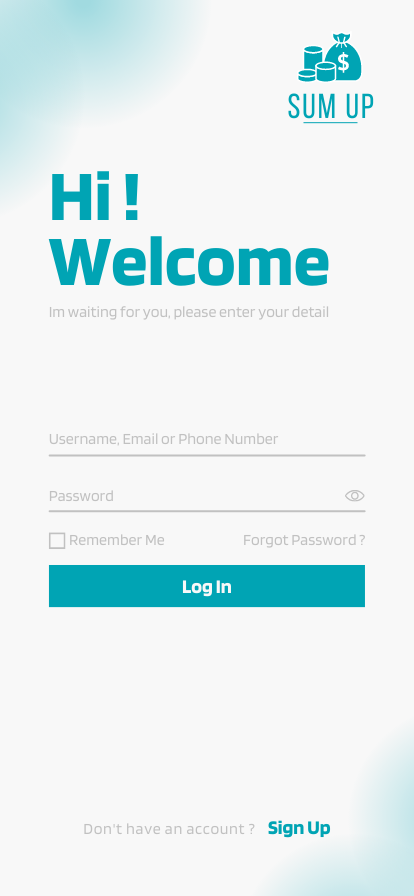 $
SUM UP
Hi !
Welcome
Im waiting for you, please enter your detail
Username, Email or Phone Number
Password
Remember Me
Forgot Password ?
Log In
Don't have an account ? Sign Up